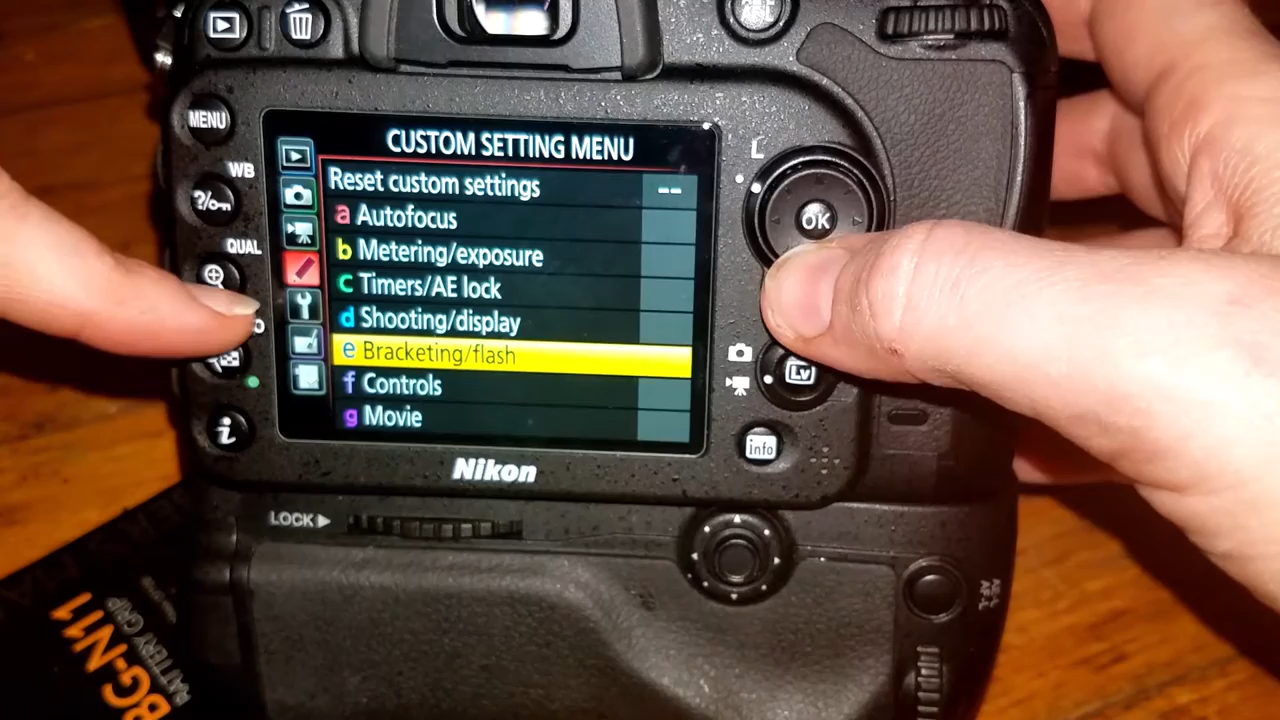 MENU
CUSTOM SETTING MENU
L
WB
Reset custom settings --
?
OK
a Autofocus
QUAL
b Metering/exposure
c Timers/AE lock
d Shooting/display
e Bracketing/flash
Lv
f Controls
g Movie
i
info
Nikon
LOCK
AE-L
AF-L
BG-N11
BATTERY GRIP